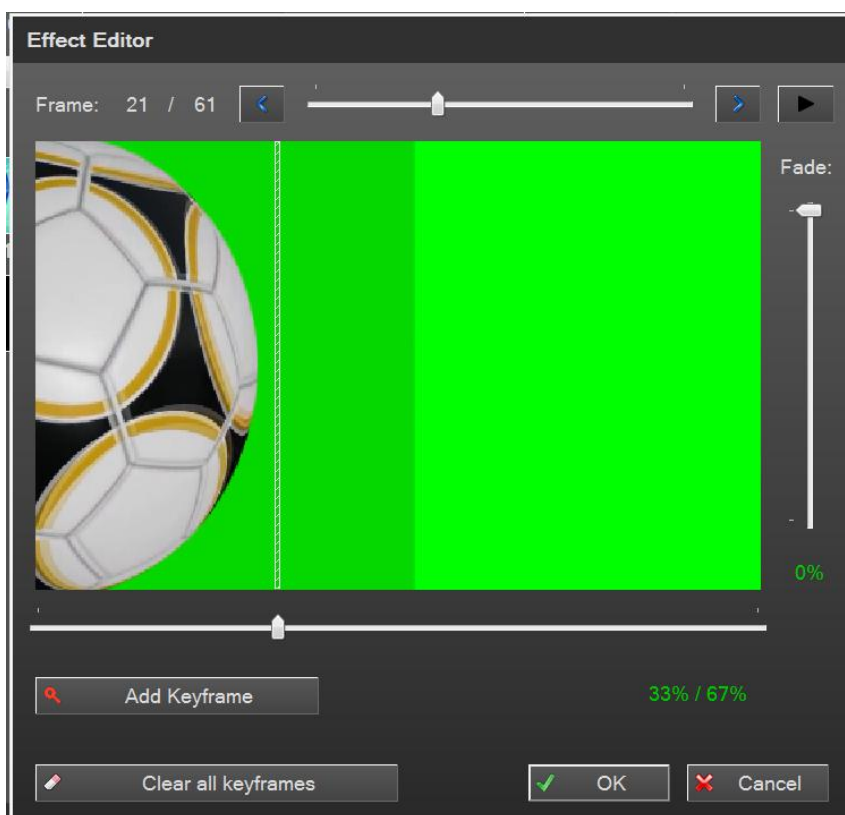 Effect Editor
Frame: 21 / 61
Fade:
0%
Add Keyframe 33% / 67%
Clear all keyframes OK Cancel